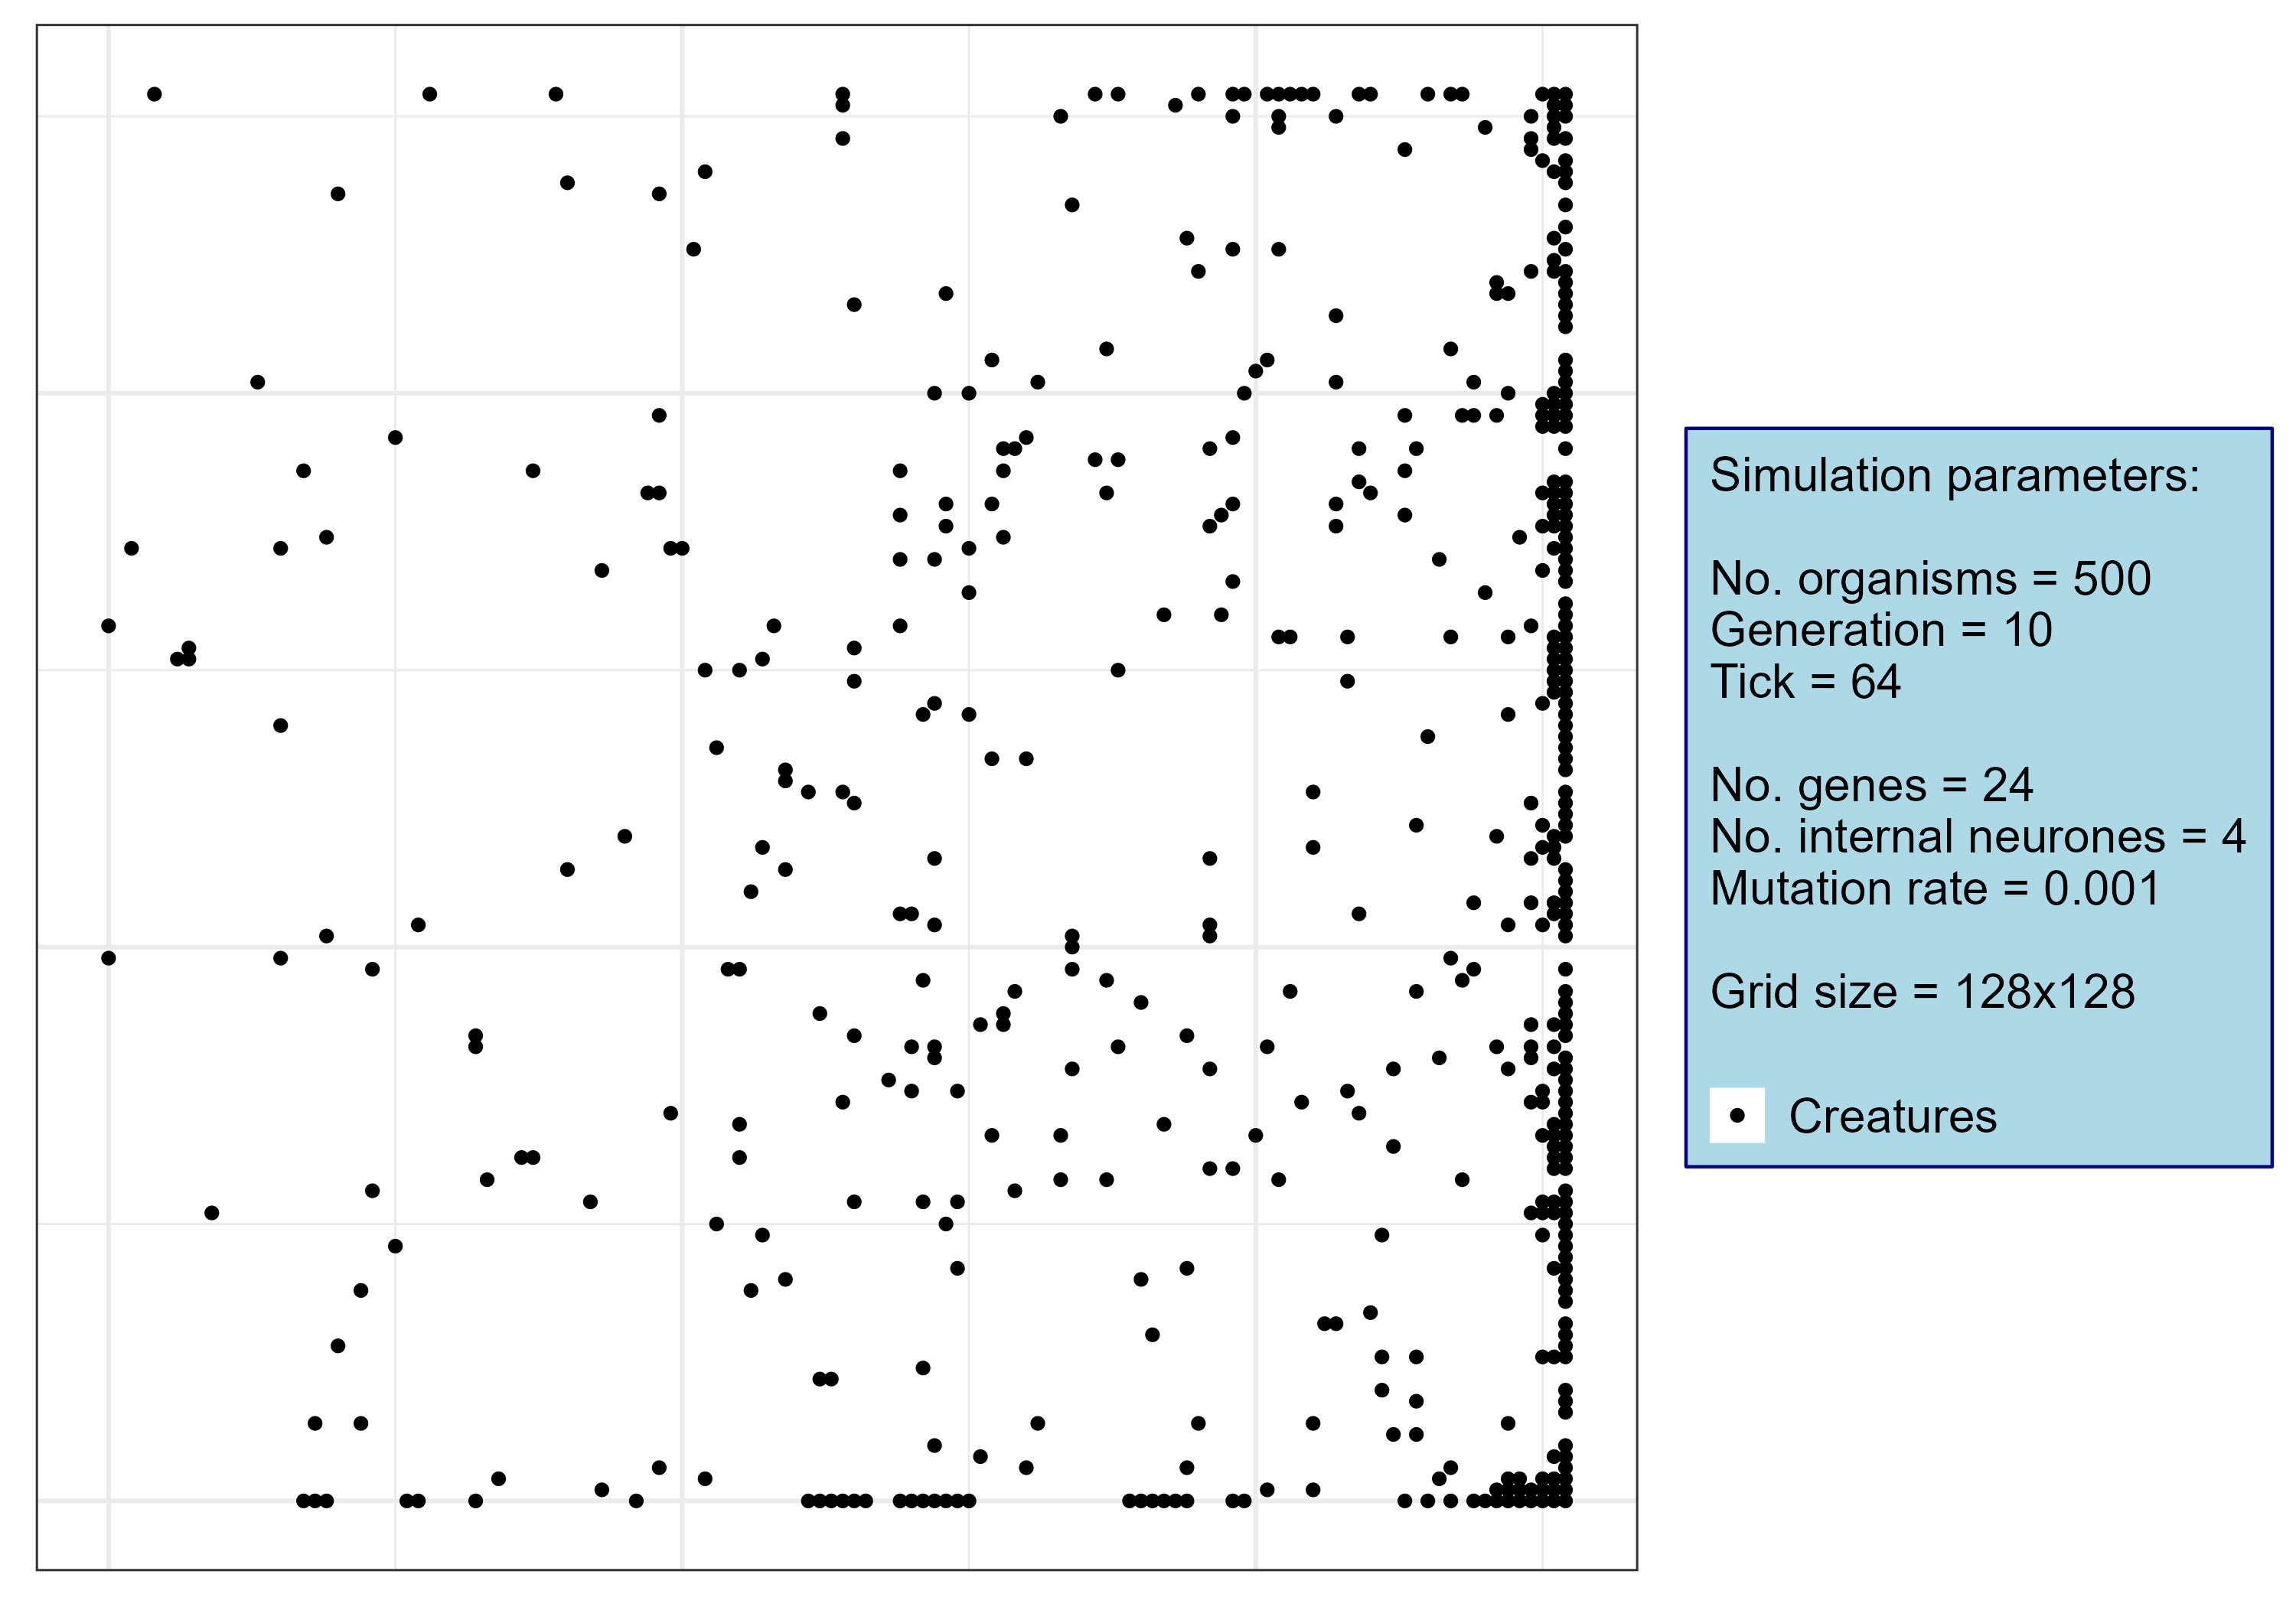 Simulation parameters:
No. organisms = 500
Generation = 10
Tick = 64
No. genes = 24
No. internal neurones = 4
Mutation rate = 0.001
Grid size = 128x128
Creatures